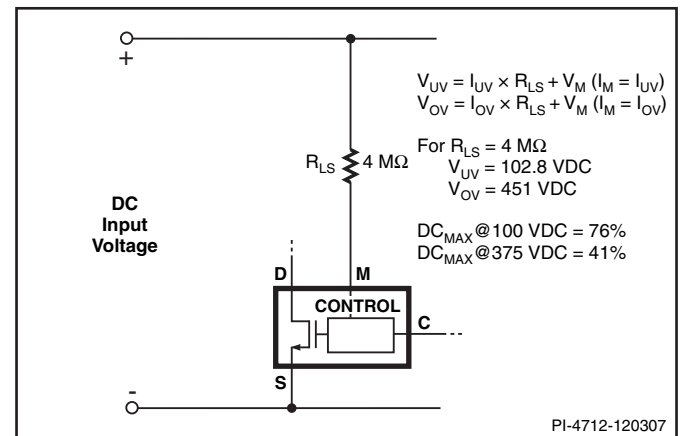 +
V_UV = I_UV × R_LS + V_M (I_M = I_UV)
V_OV = I_OV × R_LS + V_M (I_M = I_OV)
For R_LS = 4 MΩ
V_UV = 102.8 VDC
V_OV = 451 VDC
DC_MAX@100 VDC = 76%
DC_MAX@375 VDC = 41%
R_LS 4 MΩ
DC
Input
Voltage
D M
CONTROL
C
S
-
PI-4712-120307